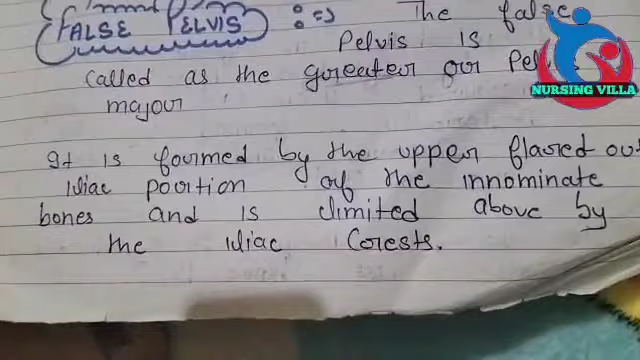 FALSE PELVIS :=> The false
Pelvis is
called as the greater or Pelvis
major
It is formed by the upper flared out
iliac portion of the innominate
bones and is limited above by
the iliac Crests.
NURSING VILLA